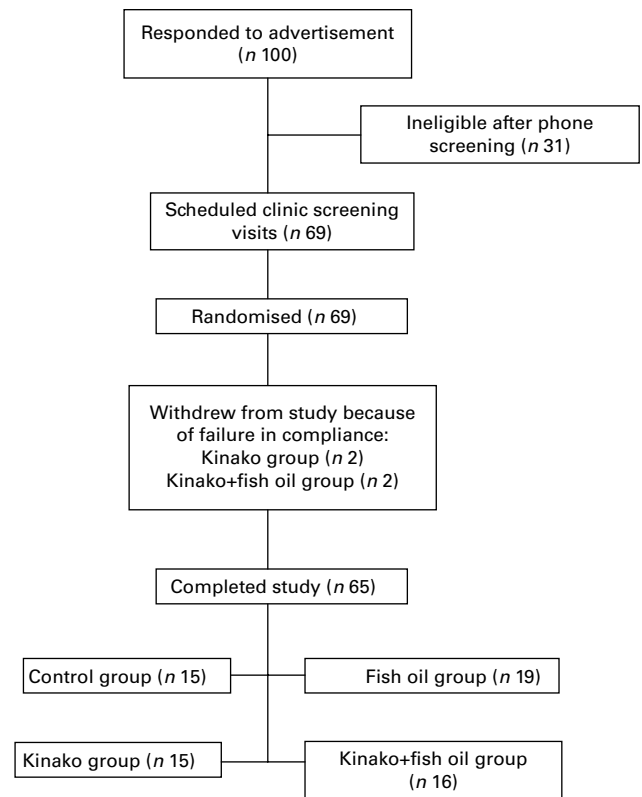 Responded to advertisement
(n 100)
Ineligible after phone
screening (n 31)
Scheduled clinic screening
visits (n 69)
Randomised (n 69)
Withdrew from study because
of failure in compliance:
Kinako group (n 2)
Kinako+fish oil group (n 2)
Completed study (n 65)
Control group (n 15)
Fish oil group (n 19)
Kinako group (n 15)
Kinako+fish oil group
(n 16)